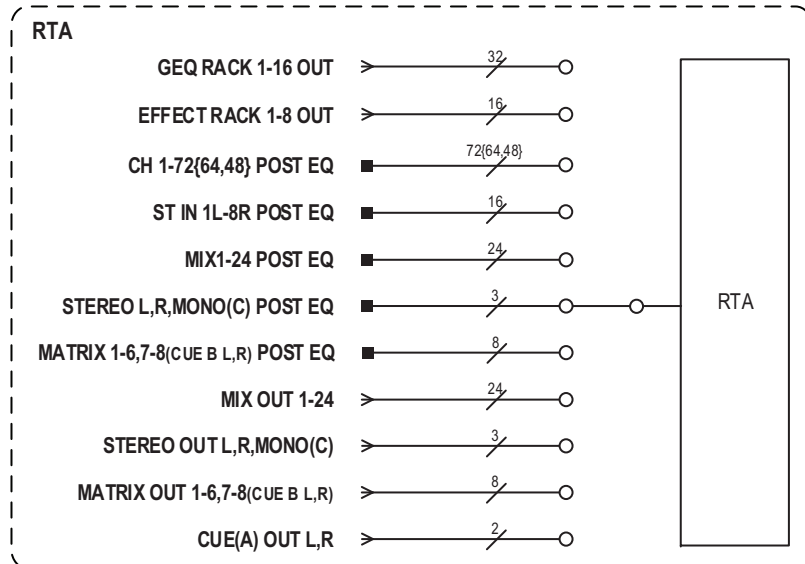 RTA
GEQ RACK 1-16 OUT 32
EFFECT RACK 1-8 OUT 16
CH 1-72{64,48} POST EQ 72{64,48}
ST IN 1L-8R POST EQ 16
MIX1-24 POST EQ 24
STEREO L,R,MONO(C) POST EQ 3 RTA
MATRIX 1-6,7-8(CUE B L,R) POST EQ 8
MIX OUT 1-24 24
STEREO OUT L,R,MONO(C) 3
MATRIX OUT 1-6,7-8(CUE B L,R) 8
CUE(A) OUT L,R 2